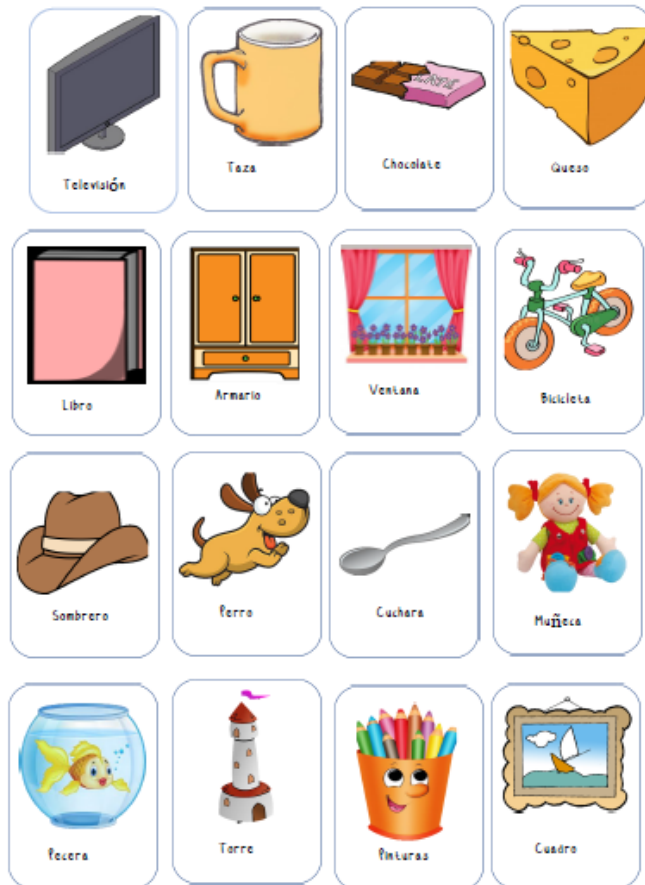 Televisión
Taza
Chocolate
Queso
Libro
Armario
Ventana
Bicicleta
Sombrero
Perro
Cuchara
Muñeca
Pecera
Torre
Pinturas
Cuadro